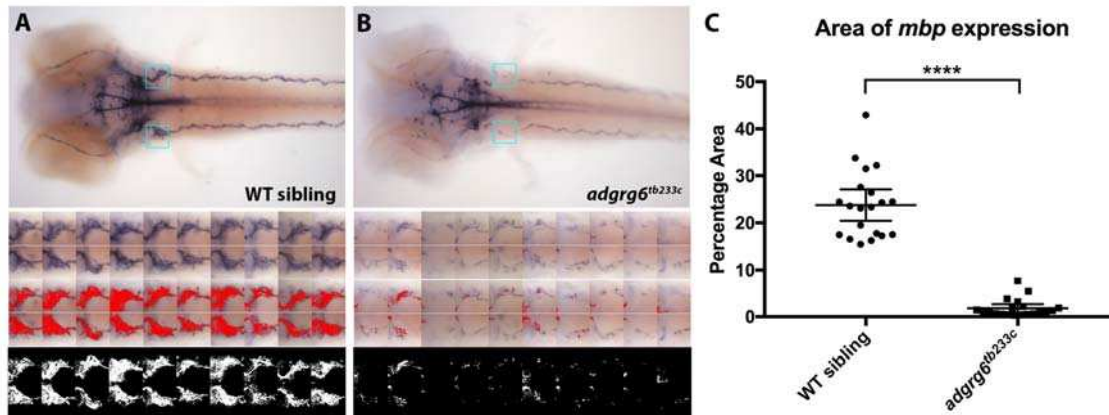 A
WT sibling
B
adgrg6tb233c
C
Area of mbp expression
****
Percentage Area
50
40
30
20
10
0
WT sibling
adgrg6tb233c